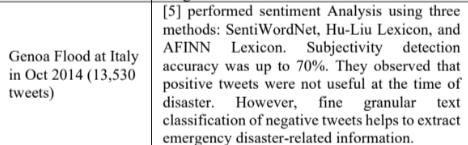 Genoa Flood at Italy
in Oct 2014 (13,530
tweets)
[5] performed sentiment Analysis using three
methods: SentiWordNet, Hu-Liu Lexicon, and
AFINN Lexicon. Subjectivity detection
accuracy was up to 70%. They observed that
positive tweets were not useful at the time of
disaster. However, fine granular text
classification of negative tweets helps to extract
emergency disaster-related information.